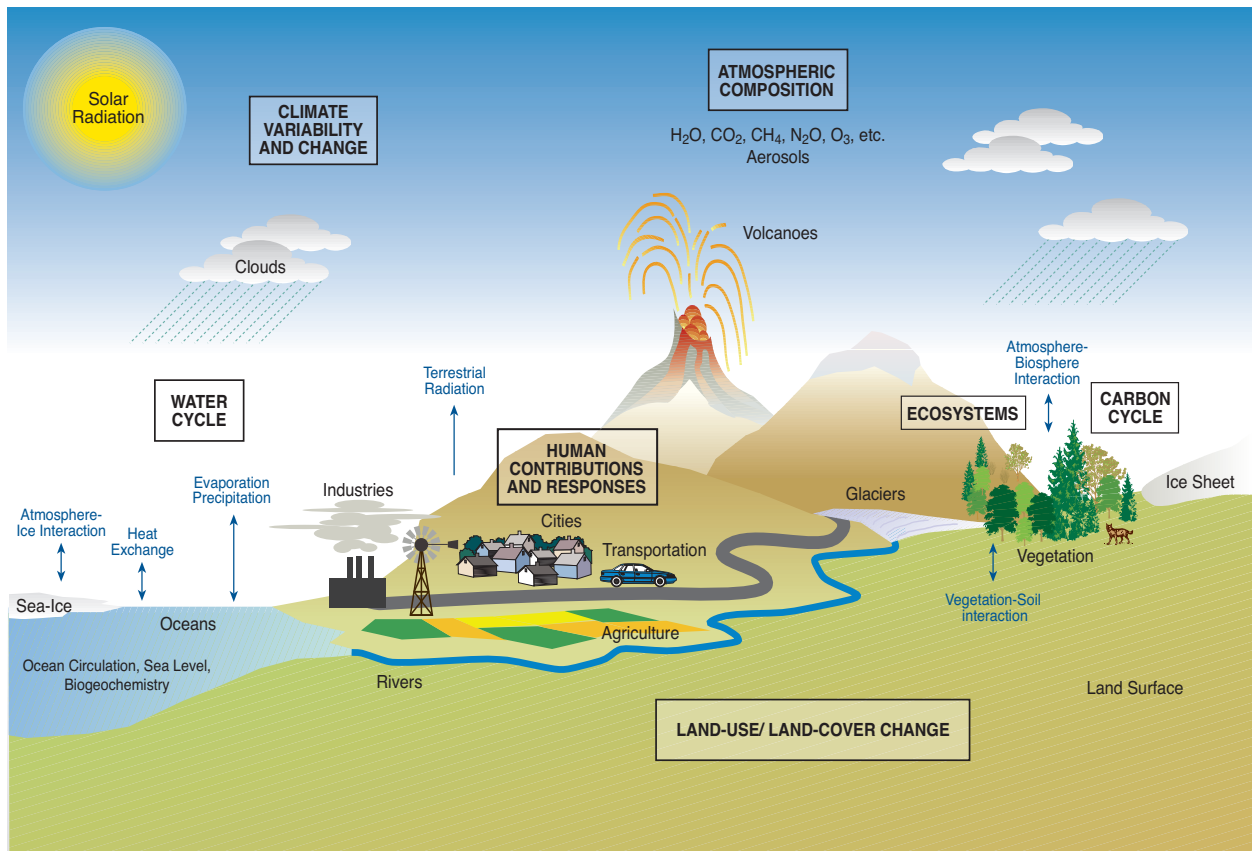 Solar
Radiation
CLIMATE
VARIABILITY
AND CHANGE
ATMOSPHERIC
COMPOSITION
H₂O, CO₂, CH₄, N₂O, O₃, etc.
Aerosols
Volcanoes
Clouds
Atmosphere-
Biosphere
Interaction
Terrestrial
Radiation
WATER
CYCLE
ECOSYSTEMS
CARBON
CYCLE
HUMAN
CONTRIBUTIONS
AND RESPONSES
Evaporation
Precipitation
Industries
Glaciers
Ice Sheet
Atmosphere-
Ice Interaction
Heat
Exchange
Cities
Transportation
Vegetation
Sea-Ice
Oceans
Agriculture
Vegetation-Soil
interaction
Ocean Circulation, Sea Level,
Biogeochemistry
Rivers
Land Surface
LAND-USE/ LAND-COVER CHANGE